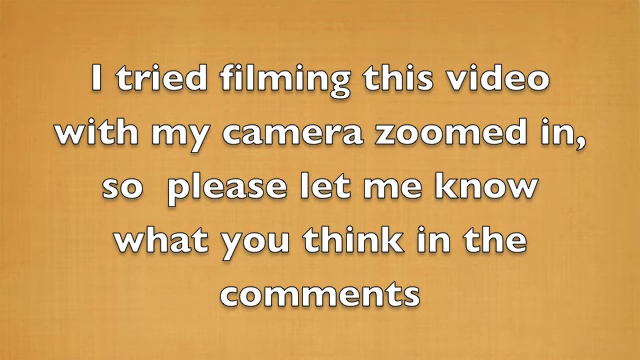 I tried filming this video
with my camera zoomed in,
so  please let me know
what you think in the
comments